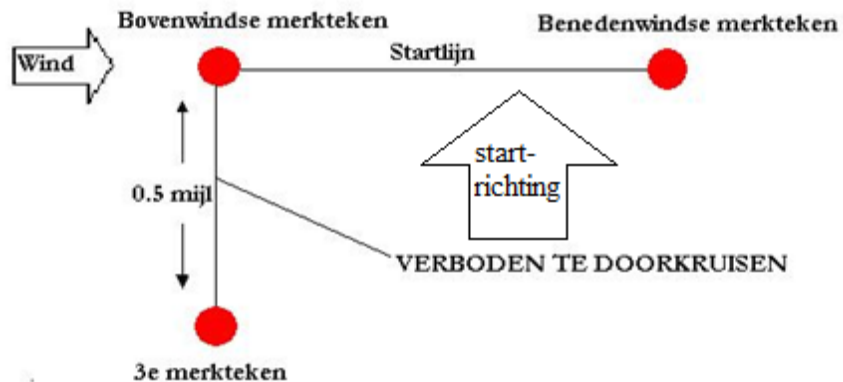 Bovenwindse merkteken
Benedenwindse merkteken
Wind
Startlijn
start-
richting
0.5 mijl
VERBODEN TE DOORKRUISEN
3e merkteken